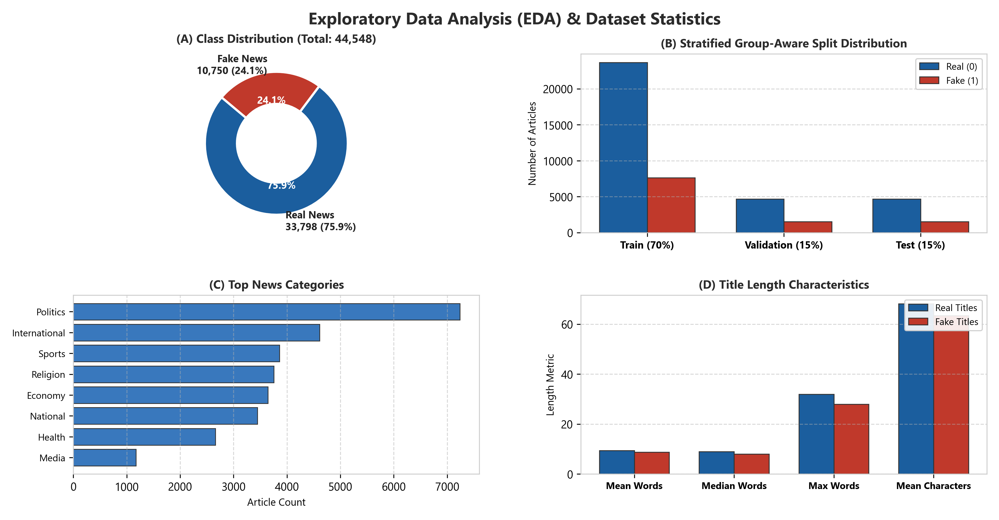 Exploratory Data Analysis (EDA) & Dataset Statistics
(A) Class Distribution (Total: 44,548)
Fake News
10,750 (24.1%)
24.1%
75.9%
Real News
33,798 (75.9%)
(B) Stratified Group-Aware Split Distribution
Real (0)
Fake (1)
Number of Articles
20000
15000
10000
5000
0
Train (70%)
Validation (15%)
Test (15%)
(C) Top News Categories
Politics
International
Sports
Religion
Economy
National
Health
Media
0 1000 2000 3000 4000 5000 6000 7000
Article Count
(D) Title Length Characteristics
Real Titles
Fake Titles
Length Metric
60
40
20
0
Mean Words
Median Words
Max Words
Mean Characters